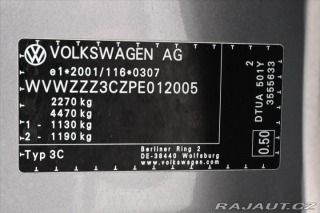 VOLKSWAGEN AG
e1*2001/116*0307
WVWZZZ3CZPE012005
2270 kg
4470 kg
1 - 1130 kg
2 - 1190 kg
Typ 3C
Berliner Ring 2
DE-38440 Wolfsburg
www.volkswagen.com
2
DTUA 501Y
3555633
0.50
RAJAUT.CZ